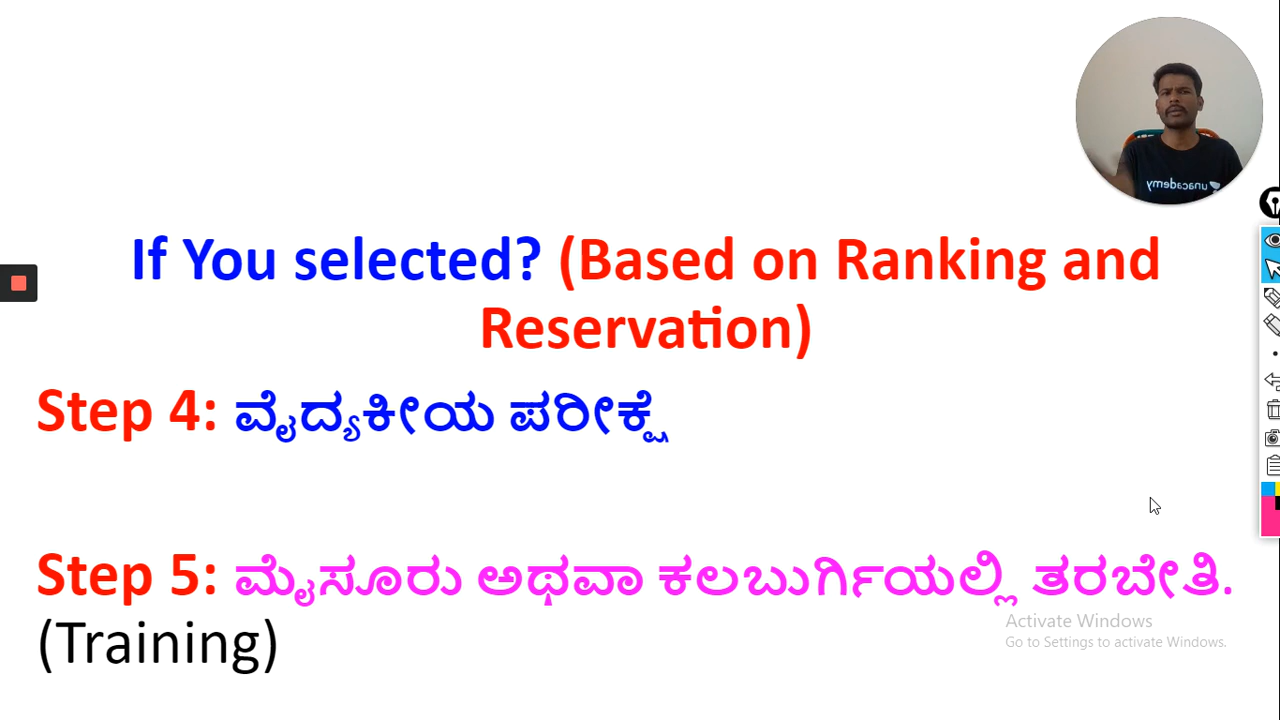 unacademy
If You selected? (Based on Ranking and
Reservation)
Step 4: ವೈದ್ಯಕೀಯ ಪರೀಕ್ಷೆ
Step 5: ಮೈಸೂರು ಅಥವಾ ಕಲಬುರ್ಗಿಯಲ್ಲಿ ತರಬೇತಿ.
(Training)
Activate Windows
Go to Settings to activate Windows.